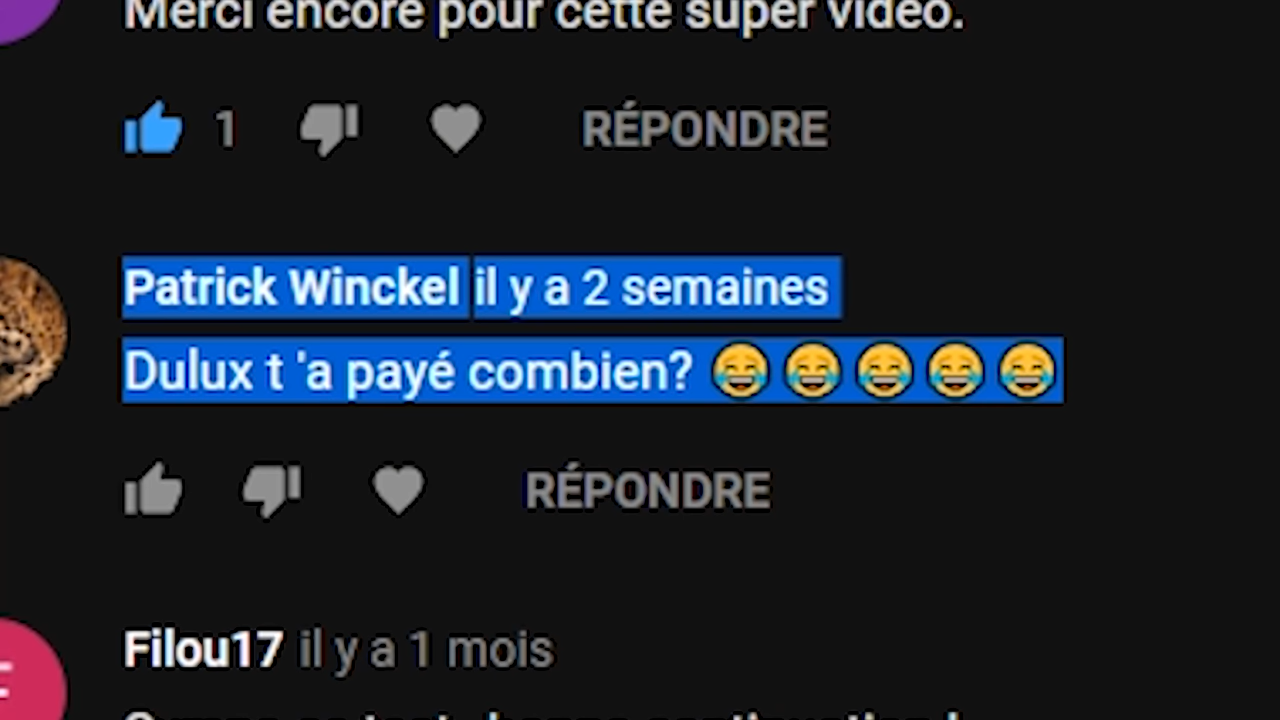 Merci encore pour cette super vidéo.
1 RÉPONDRE
Patrick Winckel il y a 2 semaines
Dulux t 'a payé combien? 😂😂😂😂😂
RÉPONDRE
Filou17 il y a 1 mois